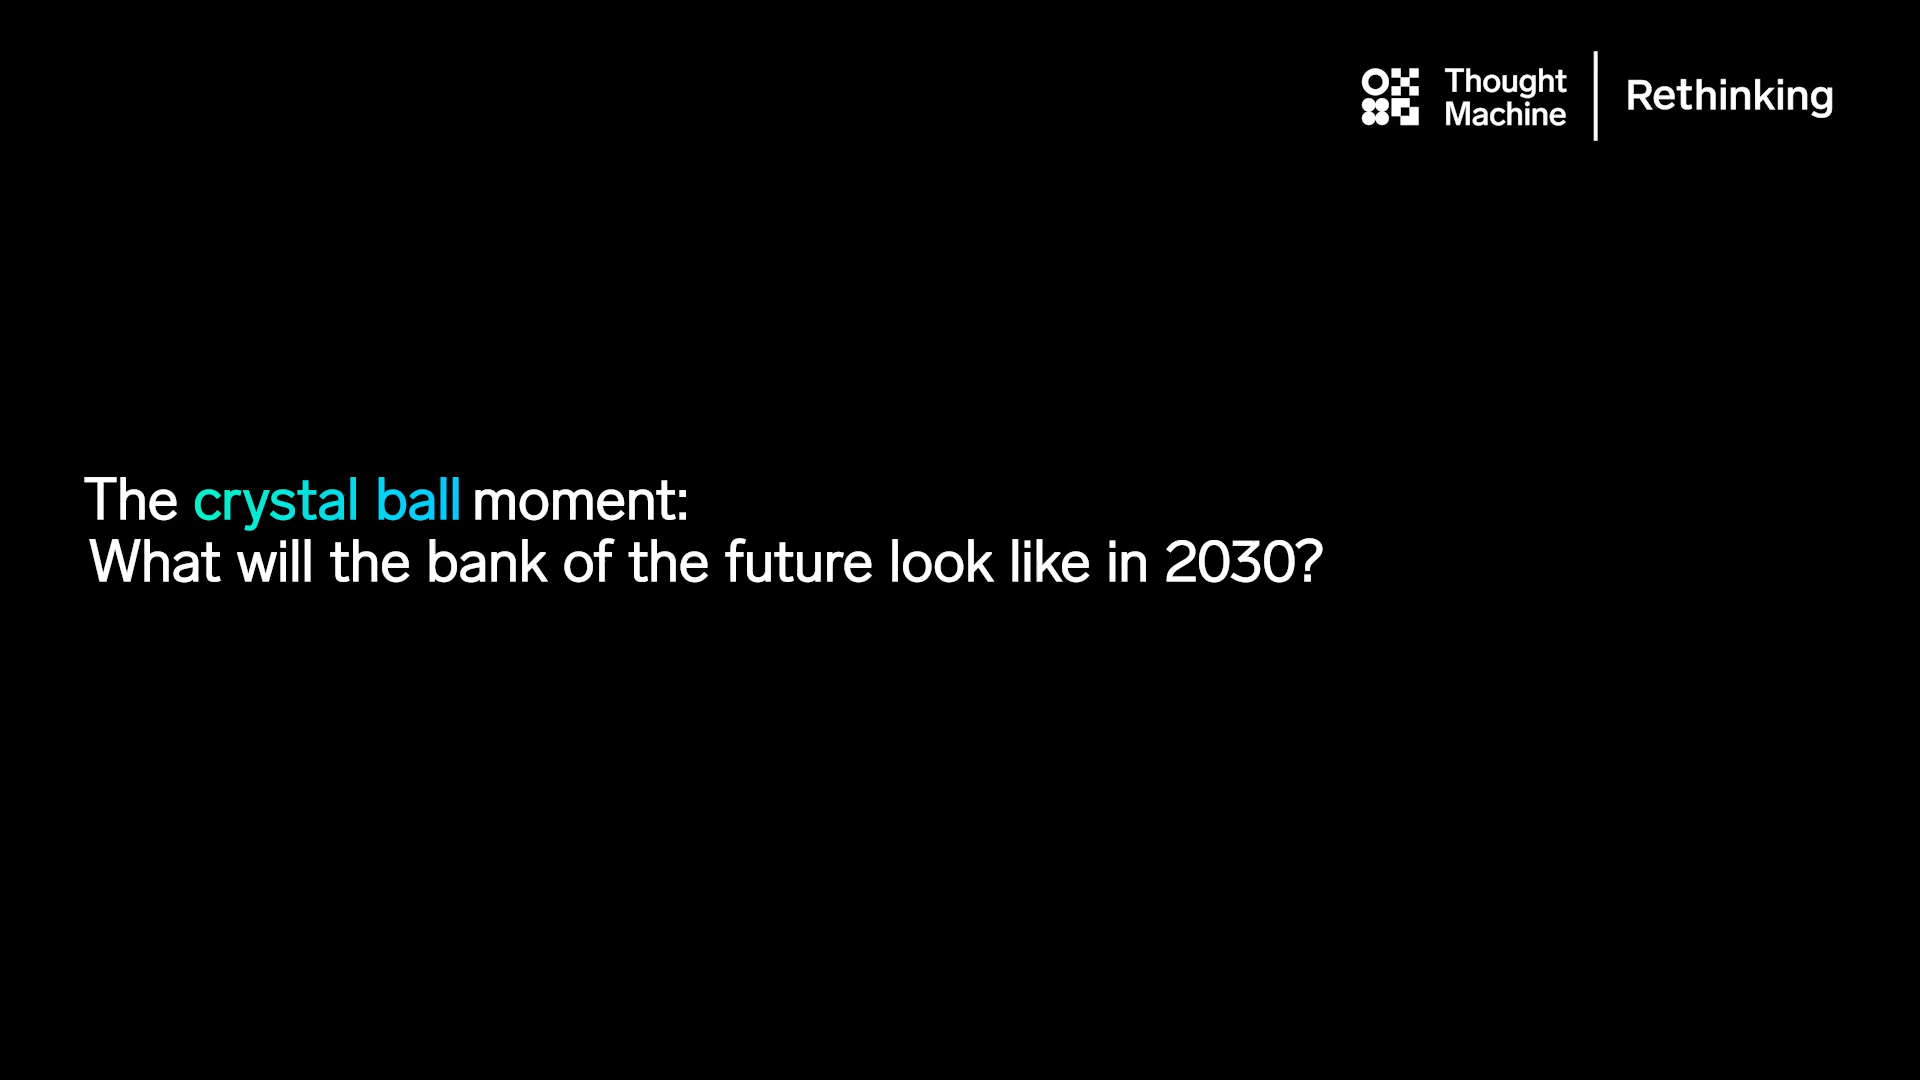 Thought
Machine
Rethinking
The crystal ball moment:
What will the bank of the future look like in 2030?